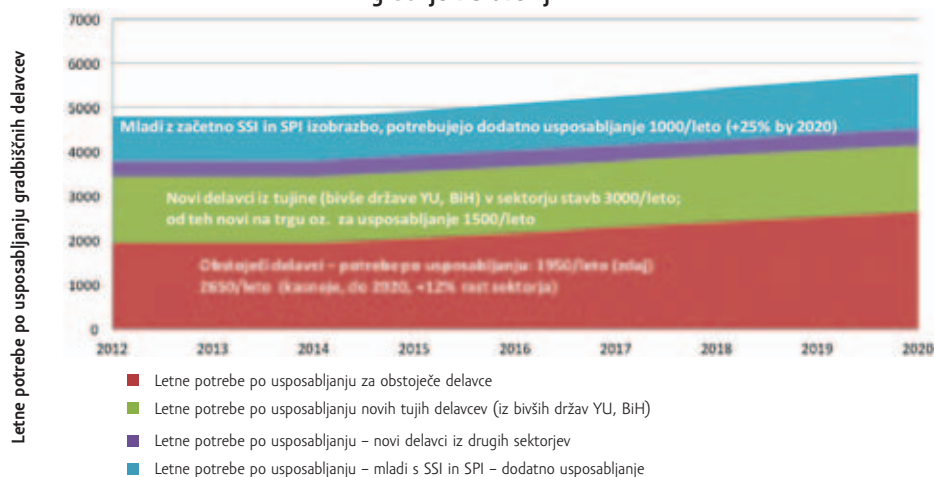 7000
6000
5000
4000
3000
2000
1000
0
Letne potrebe po usposabljanju gradbiščnih delavcev
Mladi z začetno SSI in SPI izobrazbo, potrebujejo dodatno usposabljanje 1000/leto (+25% by 2020)
Novi delavci iz tujine (bivše države YU, BiH) v sektorju stavb 3000/leto;
od teh novi na trgu oz. za usposabljanje 1500/leto
Obstoječi delavci – potrebe po usposabljanju: 1950/leto (zdaj)
2650/leto (kasneje, do 2020, +12% rast sektorja)
2012 2013 2014 2015 2016 2017 2018 2019 2020
Letne potrebe po usposabljanju za obstoječe delavce
Letne potrebe po usposabljanju novih tujih delavcev (iz bivših držav YU, BiH)
Letne potrebe po usposabljanju – novi delavci iz drugih sektorjev
Letne potrebe po usposabljanju – mladi s SSI in SPI – dodatno usposabljanje